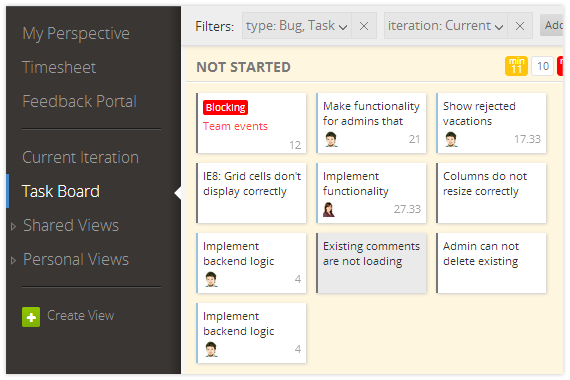 My Perspective
Timesheet
Feedback Portal
Current Iteration
Task Board
Shared Views
Personal Views
Create View
Filters: type: Bug, Task iteration: Current Add
NOT STARTED
min
11
10
Blocking
Team events
12
Make functionality
for admins that
21
Show rejected
vacations
17.33
IE8: Grid cells don't
display correctly
Implement
functionality
27.33
Columns do not
resize correctly
Implement
backend logic
4
Existing comments
are not loading
Admin can not
delete existing
Implement
backend logic
4